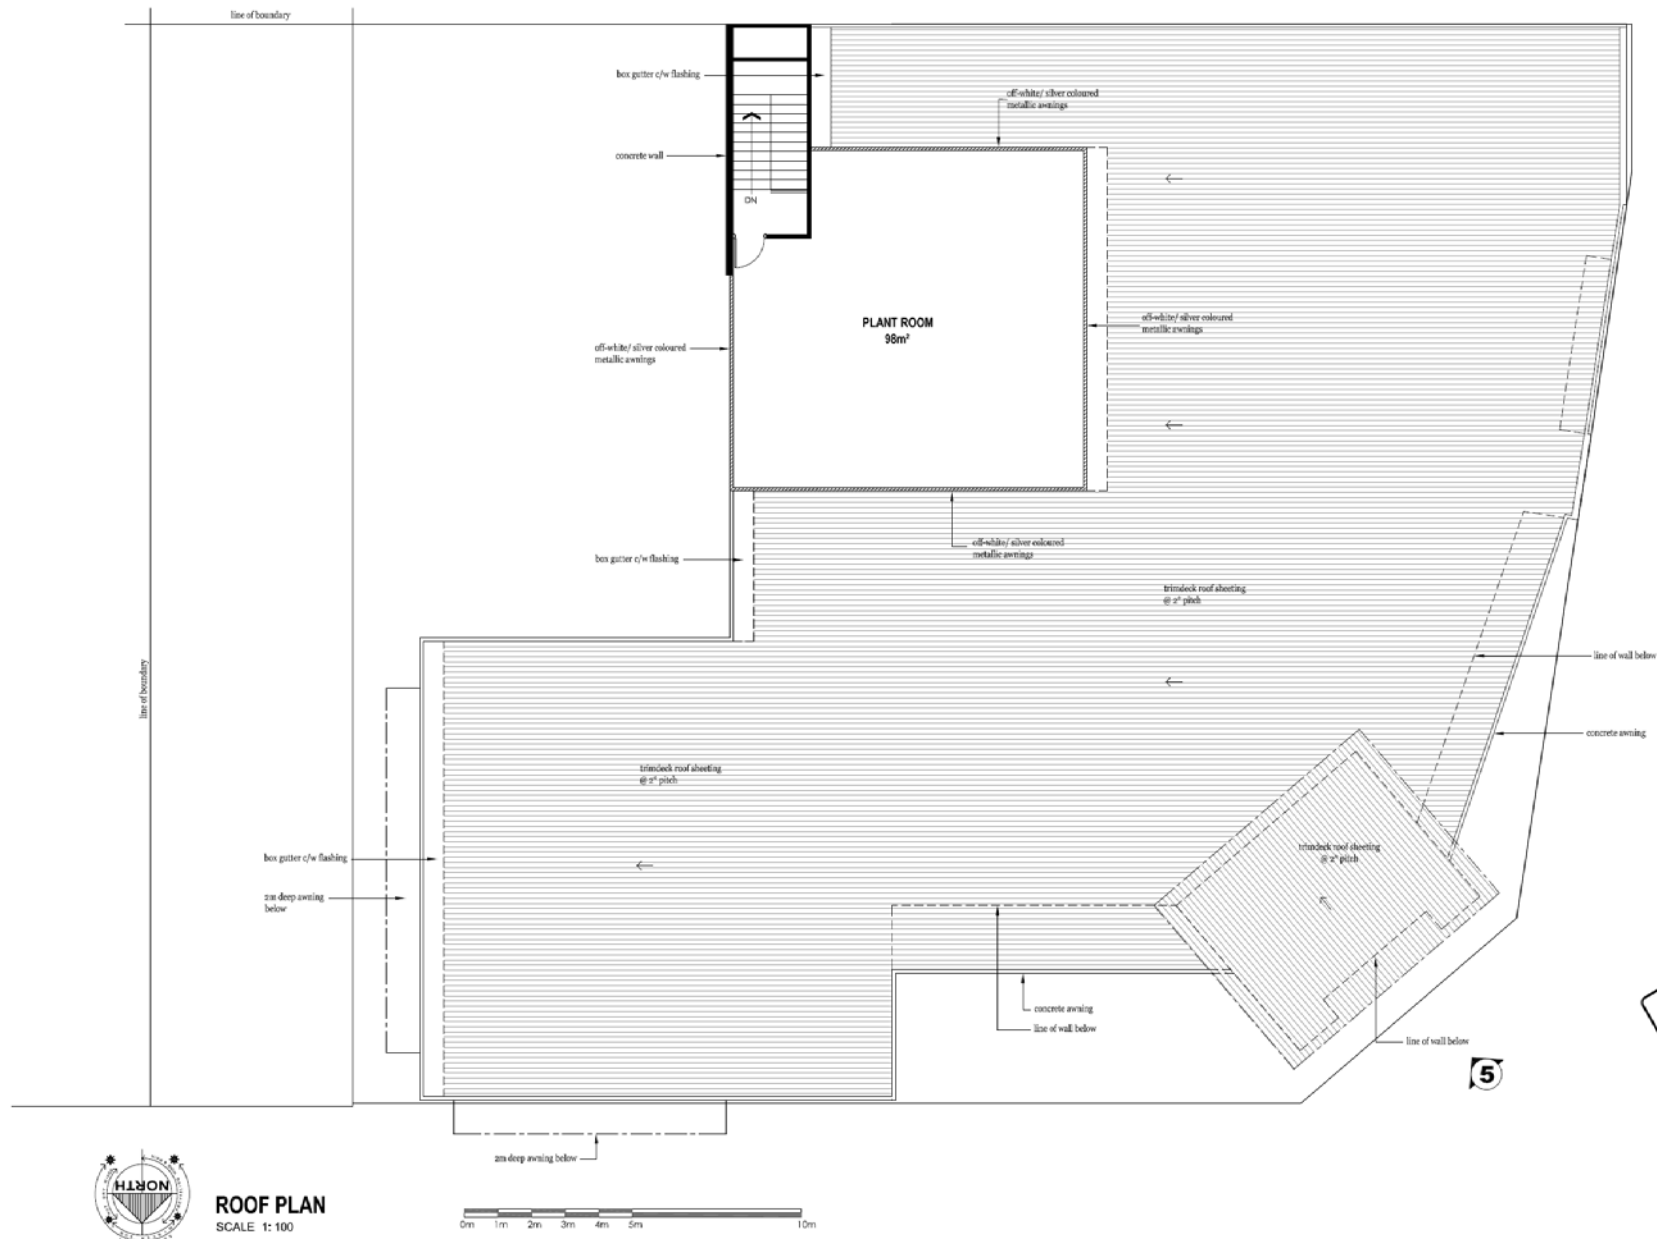 line of boundary
box gutter c/w flashing
off-white/ silver coloured
metallic awnings
concrete wall
DN
PLANT ROOM
98m²
off-white/ silver coloured
metallic awnings
off-white/ silver coloured
metallic awnings
off-white/ silver coloured
metallic awnings
box gutter c/w flashing
trimdeck roof sheeting
@ 2° pitch
line of wall below
line of boundary
concrete awning
trimdeck roof sheeting
@ 2° pitch
trimdeck roof sheeting
@ 2° pitch
box gutter c/w flashing
2m deep awning
below
concrete awning
line of wall below
line of wall below
5
2m deep awning below
NORTH
ROOF PLAN
SCALE 1: 100
0m 1m 2m 3m 4m 5m 10m